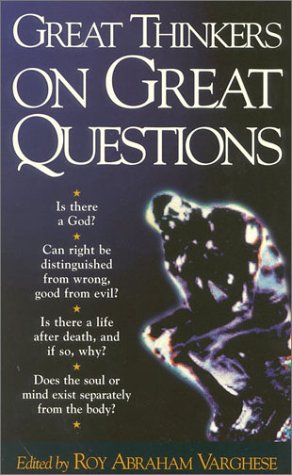 GREAT THINKERS
ON GREAT
QUESTIONS
★ Is there
a God?
★ Can right be
distinguished
from wrong,
good from evil?
★ Is there a life
after death, and
if so, why?
★ Does the soul or
mind exist separately
from the body?
Edited by ROY ABRAHAM VARGHESE